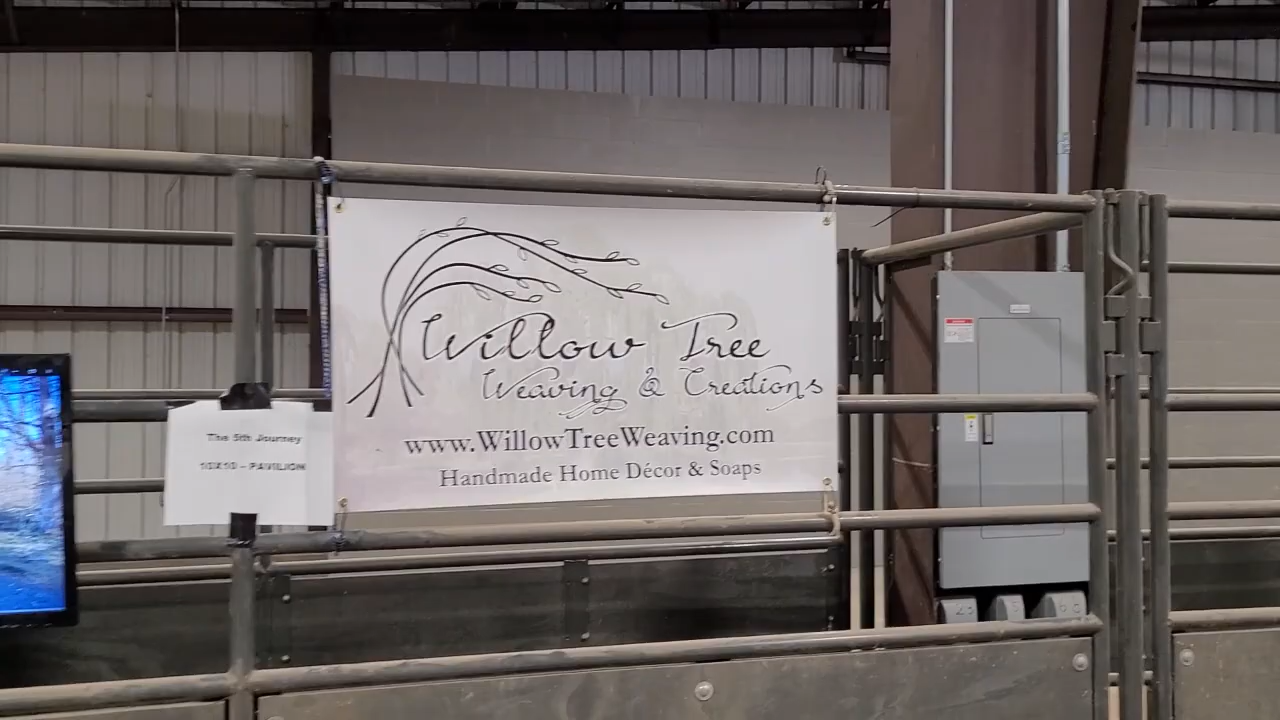 Willow Tree
Weaving & Creations
www.WillowTreeWeaving.com
Handmade Home Décor & Soaps
The 5th Journey
10X10 - PAVILION